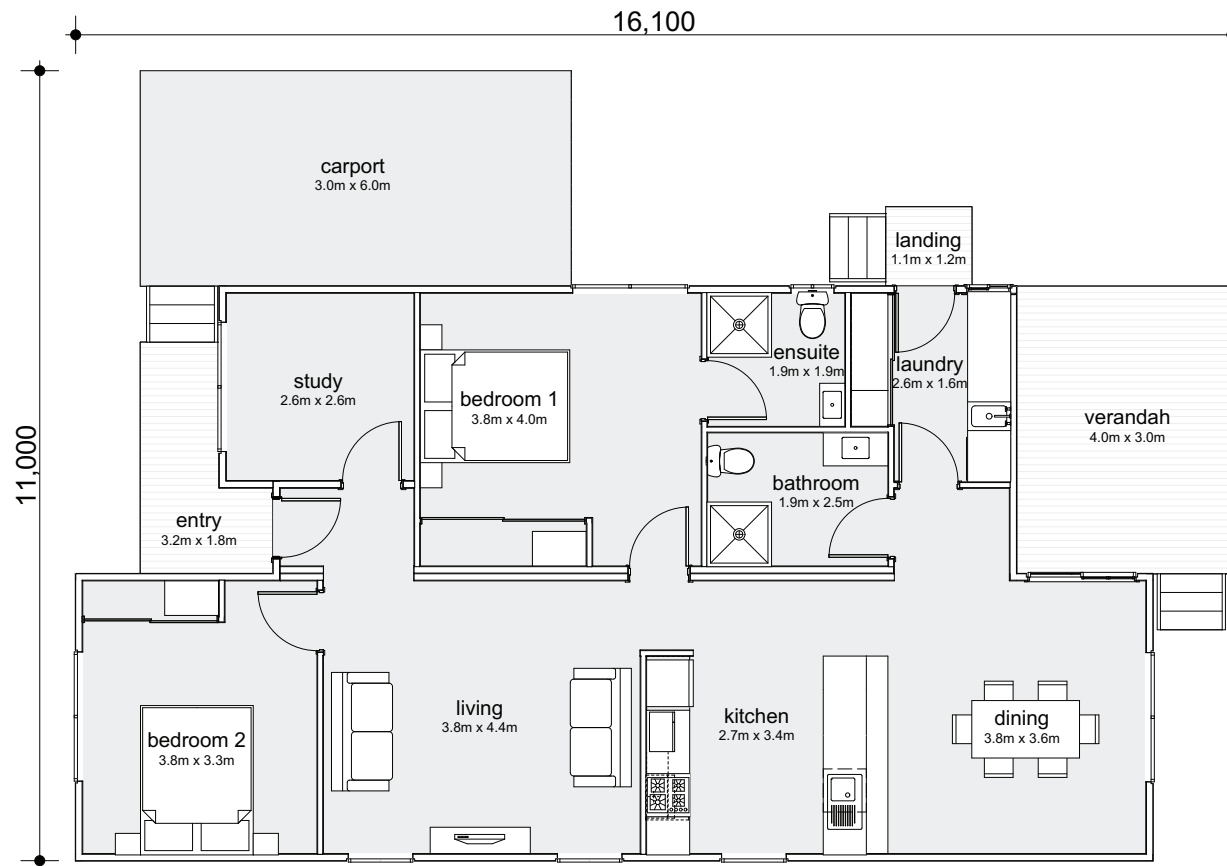 16,100
11,000
carport
3.0m x 6.0m
landing
1.1m x 1.2m
study
2.6m x 2.6m
bedroom 1
3.8m x 4.0m
ensuite
1.9m x 1.9m
laundry
2.6m x 1.6m
verandah
4.0m x 3.0m
bathroom
1.9m x 2.5m
entry
3.2m x 1.8m
bedroom 2
3.8m x 3.3m
living
3.8m x 4.4m
kitchen
2.7m x 3.4m
dining
3.8m x 3.6m